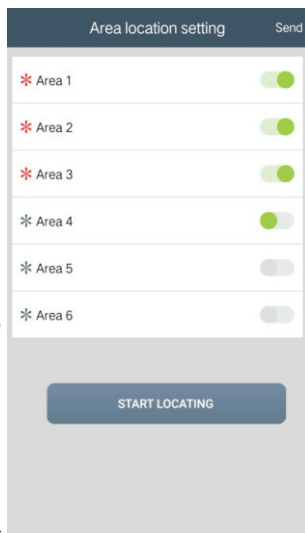 Area location setting Send
* Area 1
* Area 2
* Area 3
* Area 4
* Area 5
* Area 6
START LOCATING